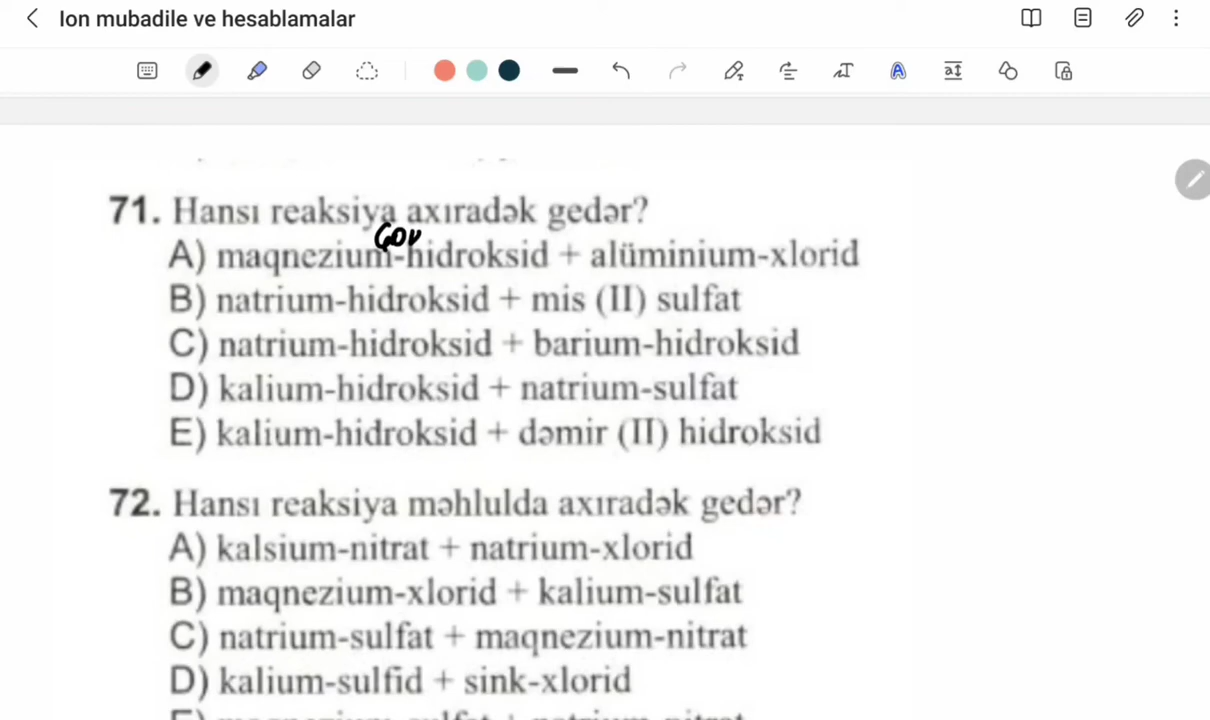 Ion mubadile ve hesablamalar
71. Hansı reaksiya axıradək gedər?
A) maqnezium-hidroksid + alüminium-xlorid
B) natrium-hidroksid + mis (II) sulfat
C) natrium-hidroksid + barium-hidroksid
D) kalium-hidroksid + natrium-sulfat
E) kalium-hidroksid + dəmir (II) hidroksid
72. Hansı reaksiya məhlulda axıradək gedər?
A) kalsium-nitrat + natrium-xlorid
B) maqnezium-xlorid + kalium-sulfat
C) natrium-sulfat + maqnezium-nitrat
D) kalium-sulfid + sink-xlorid